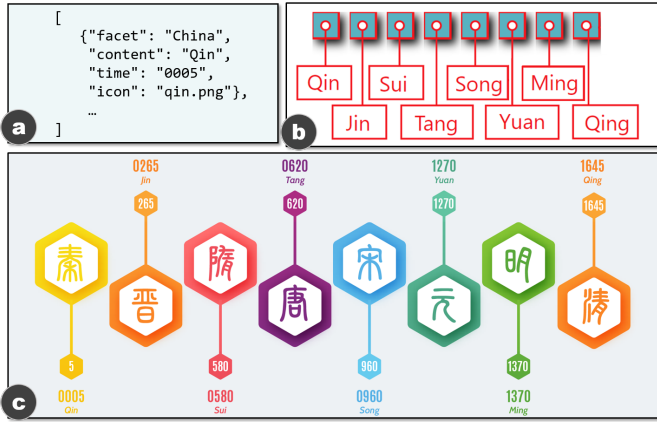 [
{"facet": "China",
"content": "Qin",
"time": "0005",
"icon": "qin.png"},
…
]
a
Qin
Sui
Song
Ming
Jin
Tang
Yuan
Qing
b
0265
Jin
0620
Tang
1270
Yuan
1645
Qing
265
620
1270
1645
秦
隋
宋
明
晋
唐
元
清
5
580
960
1370
0005
Qin
0580
Sui
0960
Song
1370
Ming
c